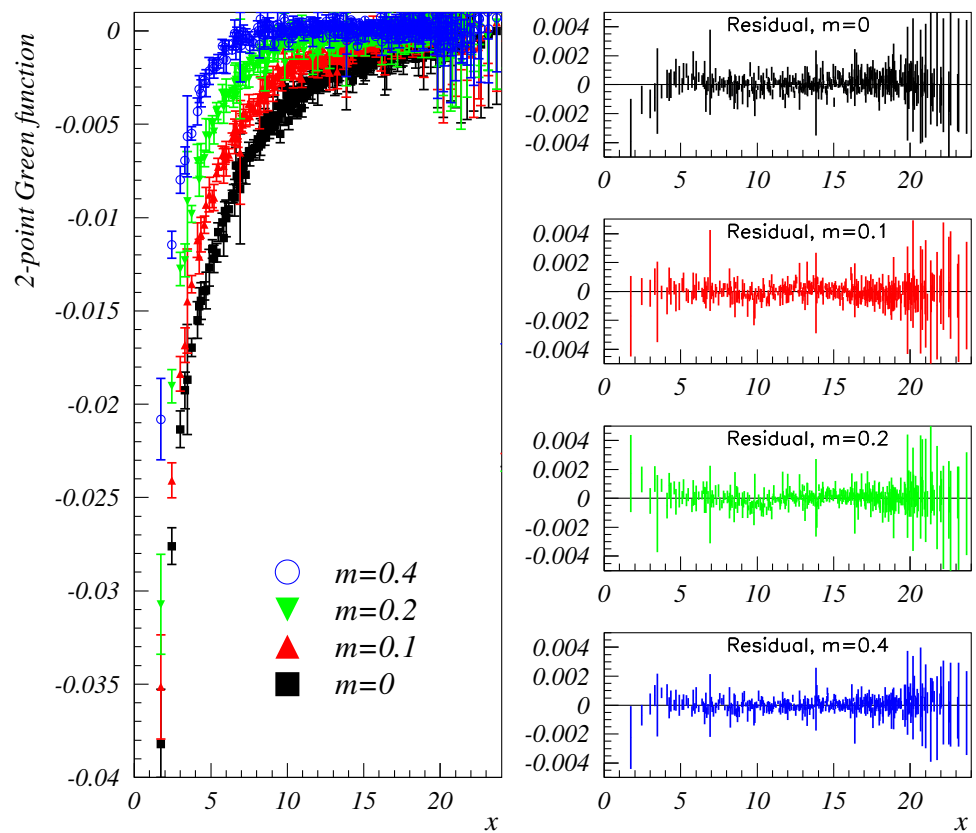 2-point Green function
0
-0.005
-0.01
-0.015
-0.02
-0.025
-0.03
-0.035
-0.04
0 5 10 15 20
x
m=0.4
m=0.2
m=0.1
m=0
Residual, m=0
0.004
0.002
0
-0.002
-0.004
0 5 10 15 20
Residual, m=0.1
0.004
0.002
0
-0.002
-0.004
0 5 10 15 20
Residual, m=0.2
0.004
0.002
0
-0.002
-0.004
0 5 10 15 20
Residual, m=0.4
0.004
0.002
0
-0.002
-0.004
0 5 10 15 20
x